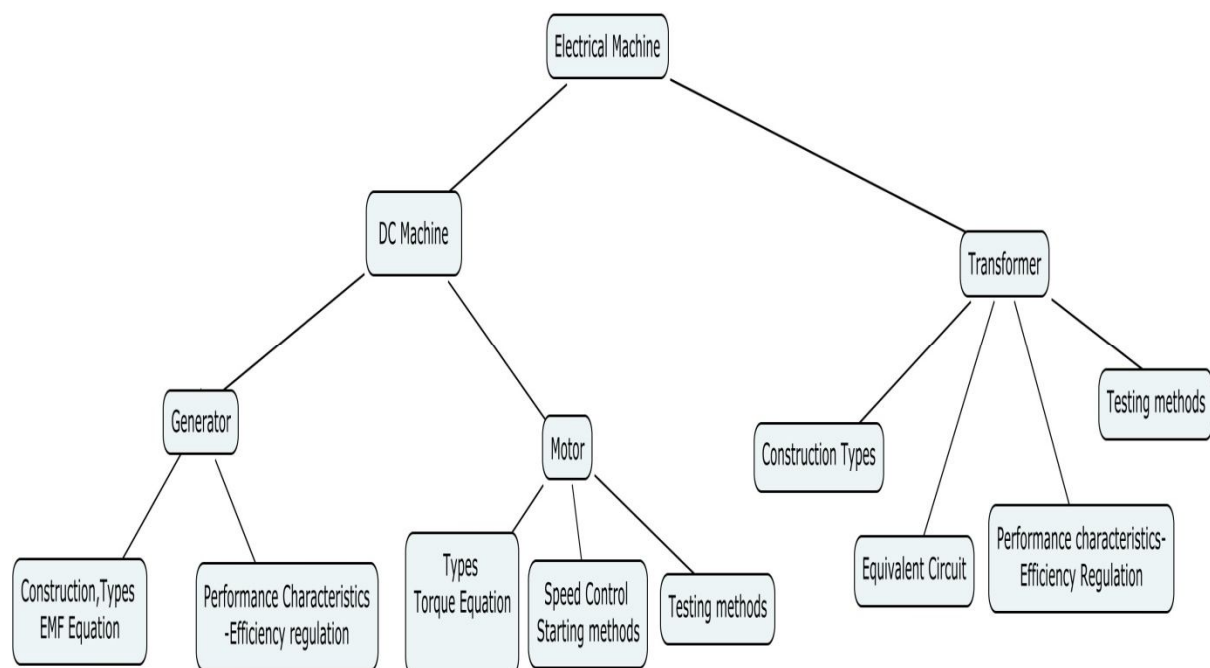 Electrical Machine
DC Machine
Transformer
Generator
Motor
Construction Types
Testing methods
Construction,Types
EMF Equation
Performance Characteristics
-Efficiency regulation
Types
Torque Equation
Speed Control
Starting methods
Testing methods
Equivalent Circuit
Performance characteristics-
Efficiency Regulation